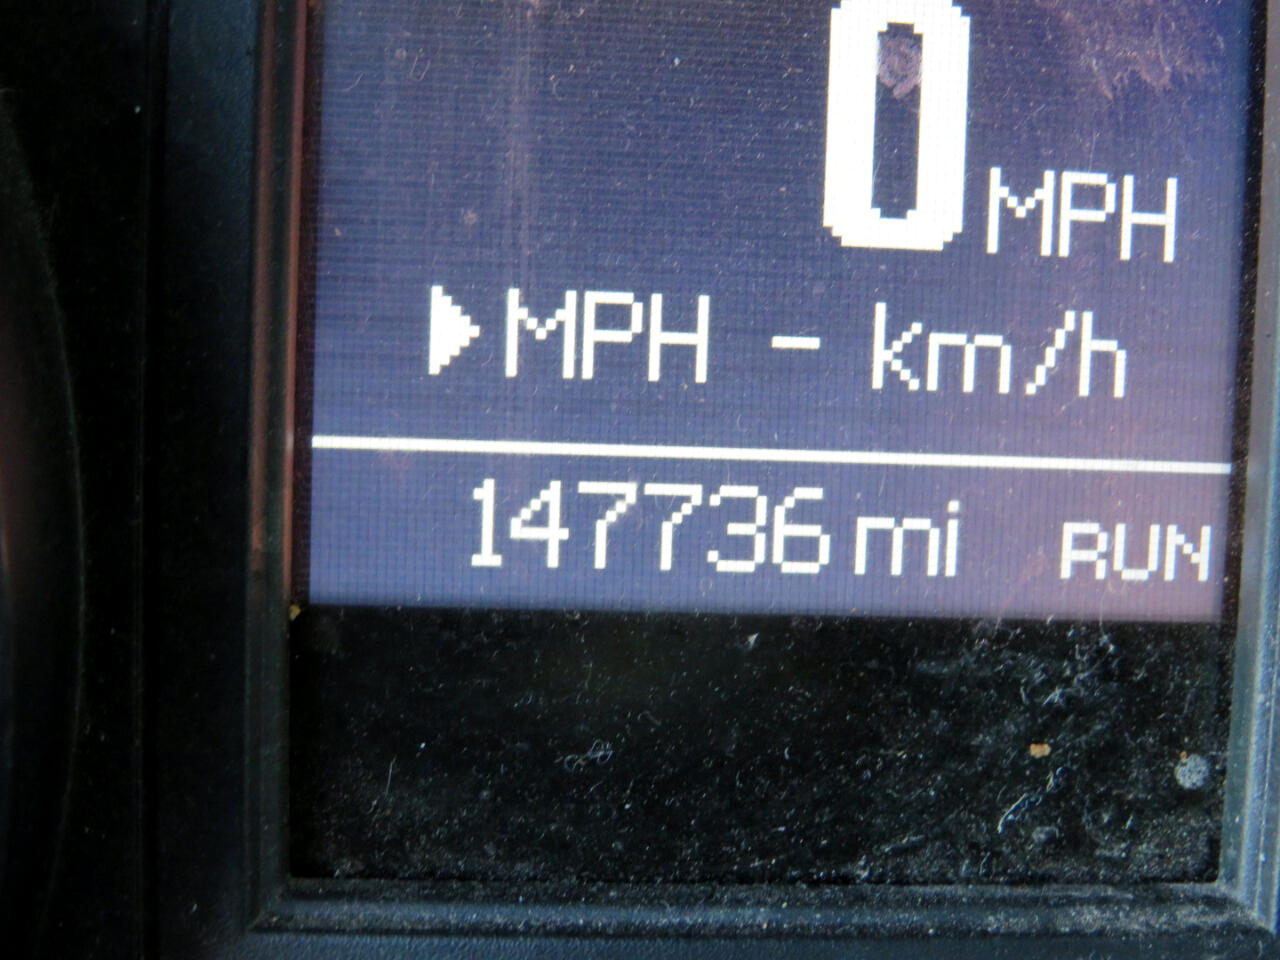 0 MPH
▶MPH - km/h
147736 mi RUN